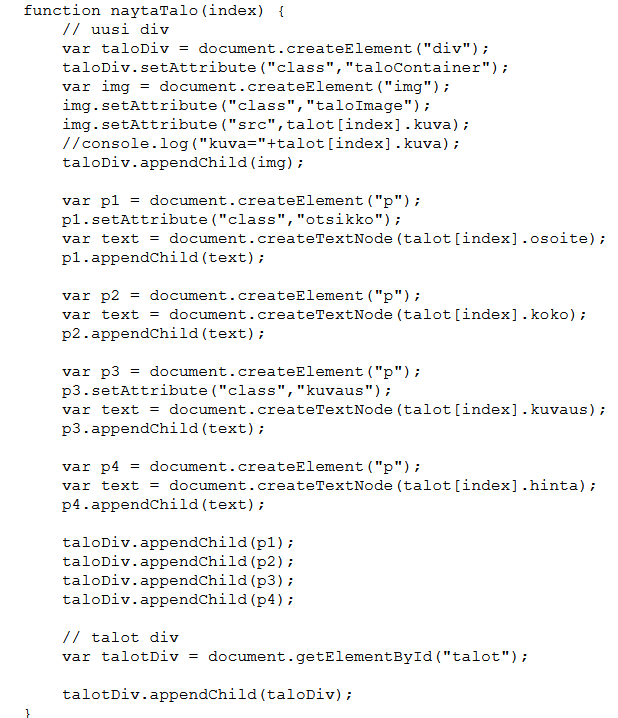 function naytaTalo(index) {
    // uusi div
    var taloDiv = document.createElement("div");
    taloDiv.setAttribute("class","taloContainer");
    var img = document.createElement("img");
    img.setAttribute("class","taloImage");
    img.setAttribute("src",talot[index].kuva);
    //console.log("kuva="+talot[index].kuva);
    taloDiv.appendChild(img);

    var p1 = document.createElement("p");
    p1.setAttribute("class","otsikko");
    var text = document.createTextNode(talot[index].osoite);
    p1.appendChild(text);

    var p2 = document.createElement("p");
    var text = document.createTextNode(talot[index].koko);
    p2.appendChild(text);

    var p3 = document.createElement("p");
    p3.setAttribute("class","kuvaus");
    var text = document.createTextNode(talot[index].kuvaus);
    p3.appendChild(text);

    var p4 = document.createElement("p");
    var text = document.createTextNode(talot[index].hinta);
    p4.appendChild(text);

    taloDiv.appendChild(p1);
    taloDiv.appendChild(p2);
    taloDiv.appendChild(p3);
    taloDiv.appendChild(p4);

    // talot div
    var talotDiv = document.getElementById("talot");

    talotDiv.appendChild(taloDiv);
}